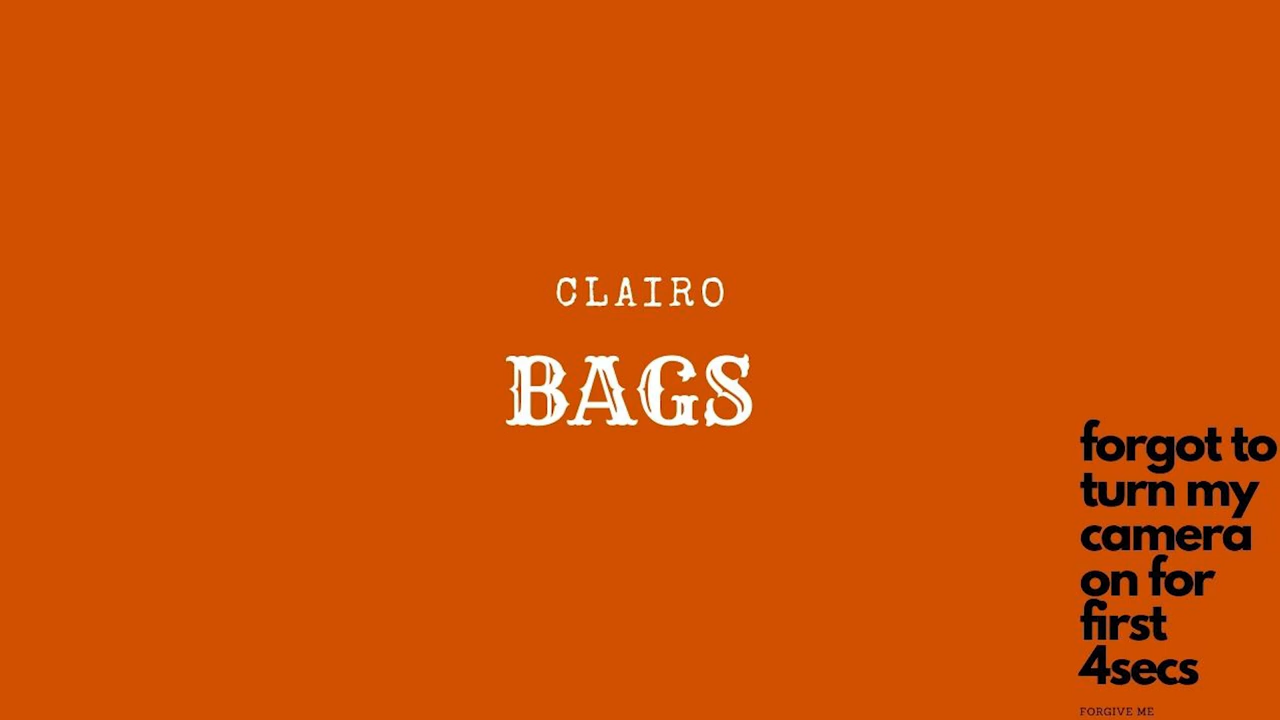 CLAIRO
BAGS
forgot to
turn my
camera
on for
first
4secs
FORGIVE ME